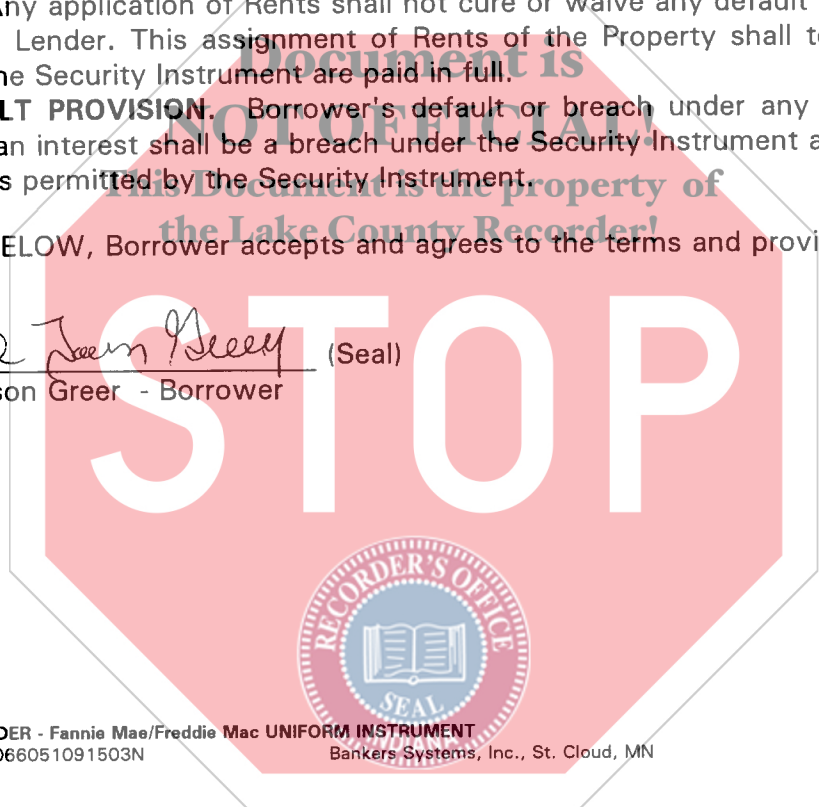 ny application of Rents shall not cure or waive any default
Lender. This assignment of Rents of the Property shall t
e Security Instrument are paid in full.
Document is
LT PROVISION. Borrower's default or breach under any
NOT OFFICIAL!
an interest shall be a breach under the Security Instrument a
s permitted by the Security Instrument.
This Document is the property of
the Lake County Recorder!
ELOW, Borrower accepts and agrees to the terms and provi
(Seal)
son Greer - Borrower
STOP
RECORDER'S OFFICE
SEAL
INDIANA
DER - Fannie Mae/Freddie Mac UNIFORM INSTRUMENT
066051091503N Bankers Systems, Inc., St. Cloud, MN